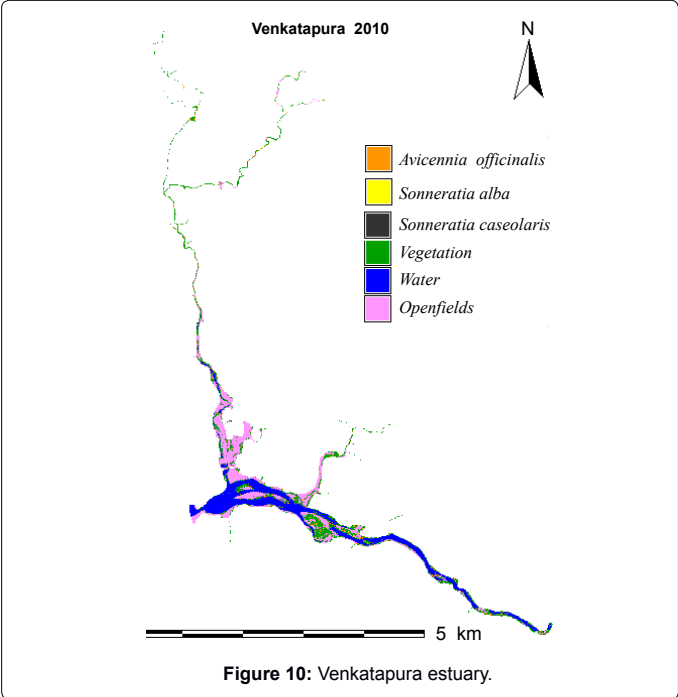 Venkatapura 2010
N
Avicennia officinalis
Sonneratia alba
Sonneratia caseolaris
Vegetation
Water
Openfields
5 km
Figure 10: Venkatapura estuary.